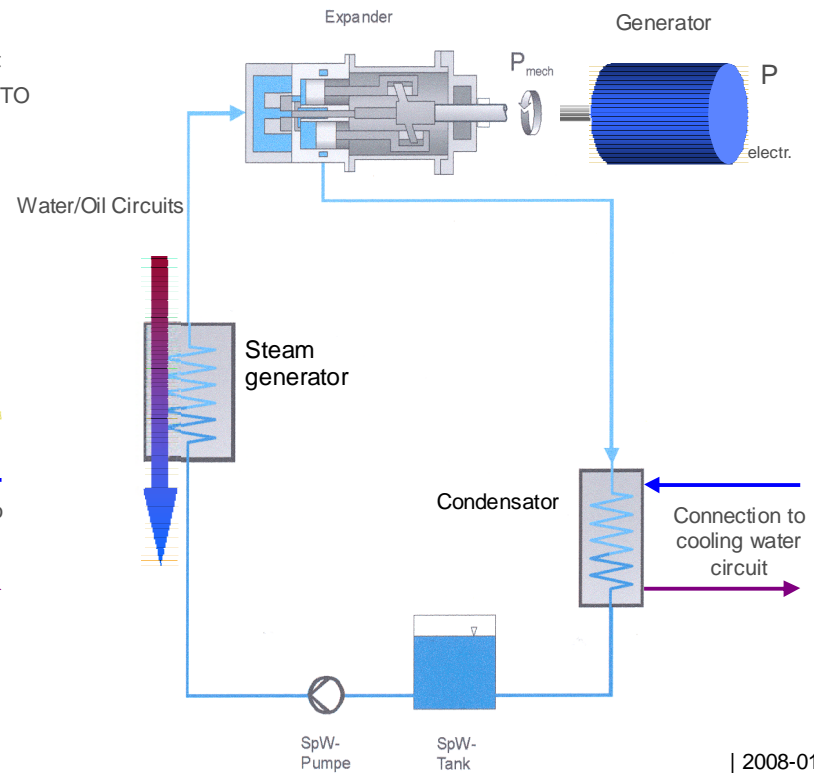 Expander
Generator
TO
P mech
P
electr.
Water/Oil Circuits
Steam
generator
Condensator
Connection to
cooling water
circuit
SpW-
Pumpe
SpW-
Tank
| 2008-01